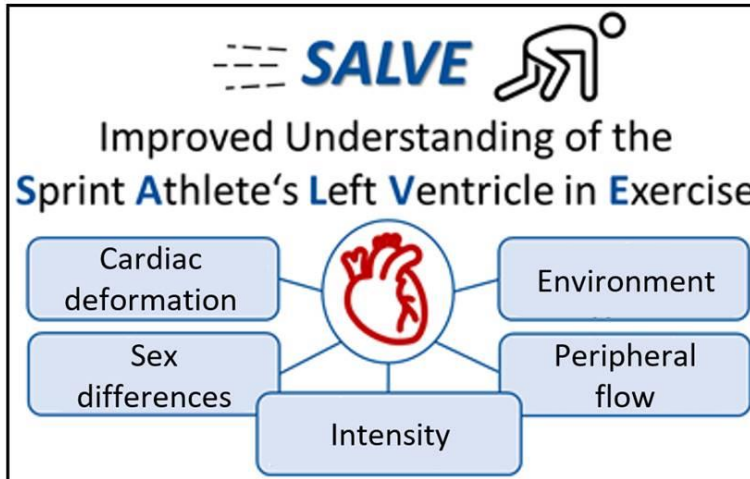 SALVE
Improved Understanding of the
Sprint Athlete‘s Left Ventricle in Exercise
Cardiac
deformation
Environment
Sex
differences
Peripheral
flow
Intensity